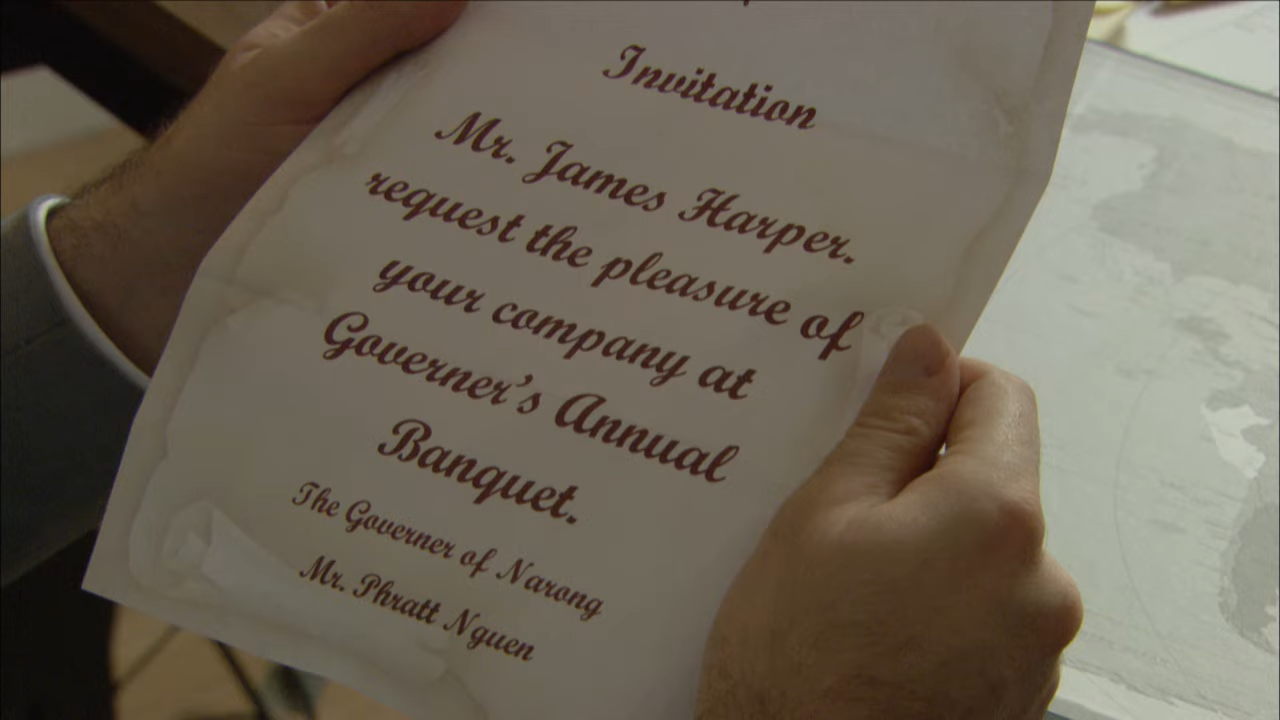 Invitation
Mr. James Harper.
request the pleasure of
your company at
Governer's Annual
Banquet.
The Governer of Narong
Mr. Phratt Nguen